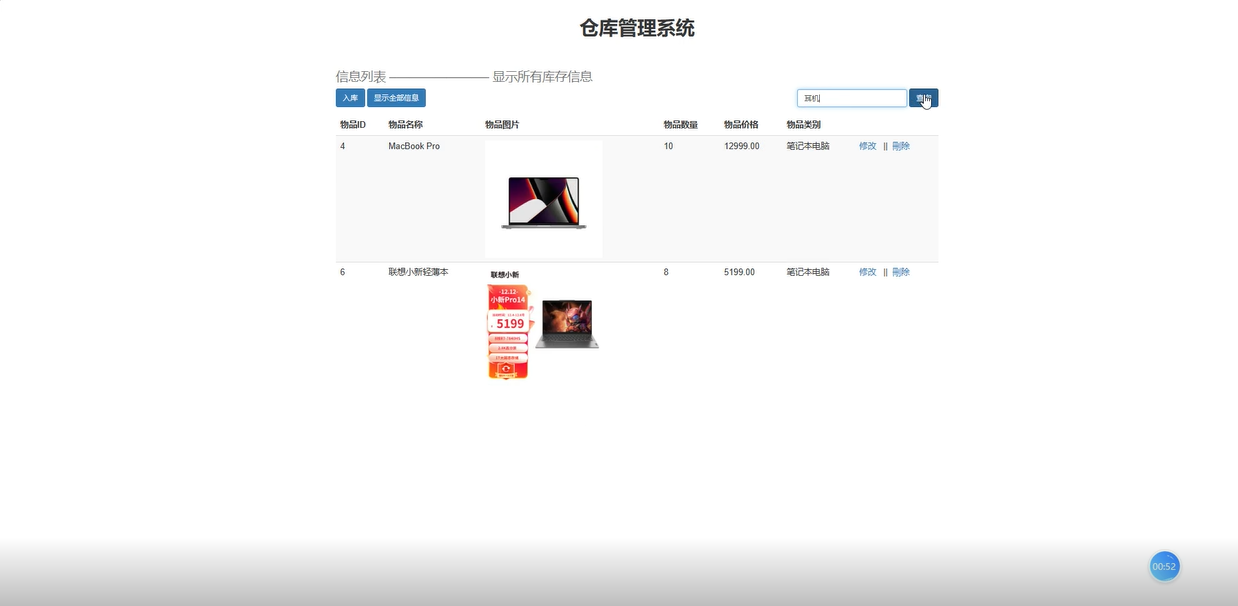 仓库管理系统
信息列表 —————————— 显示所有库存信息
入库 显示全部信息 耳机
物品ID 物品名称 物品图片 物品数量 物品价格 物品类别
4 MacBook Pro 10 12999.00 笔记本电脑 修改 || 删除
6 联想小新轻薄本 8 5199.00 笔记本电脑 修改 || 删除
联想小新
·12.12·
小新Pro14
5199
00:52